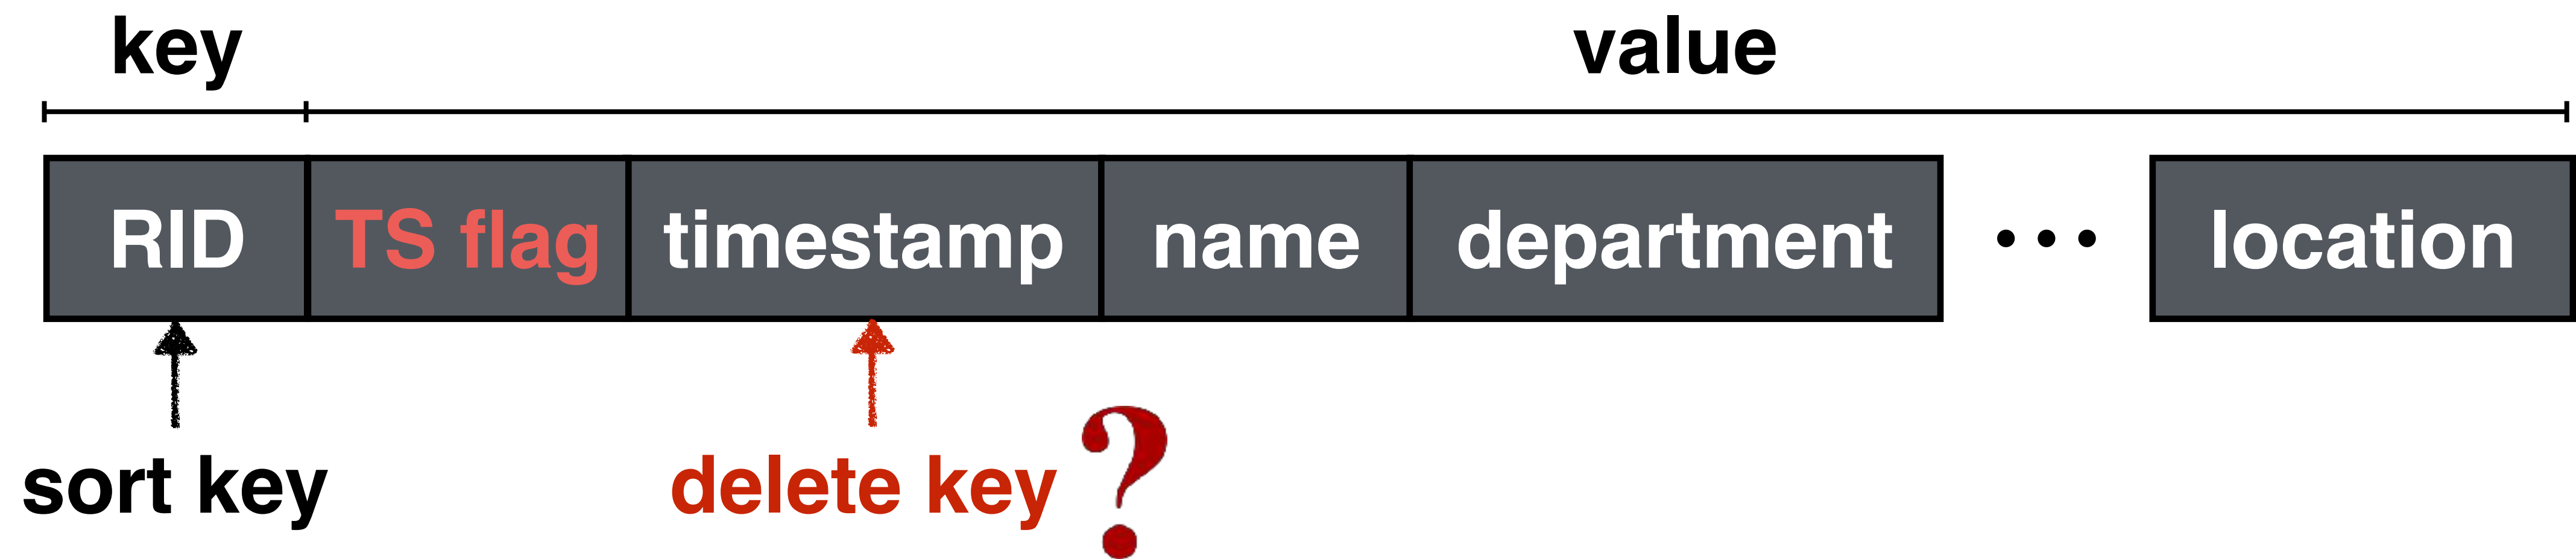 key value
RID TS flag timestamp name department ••• location
sort key delete key ?